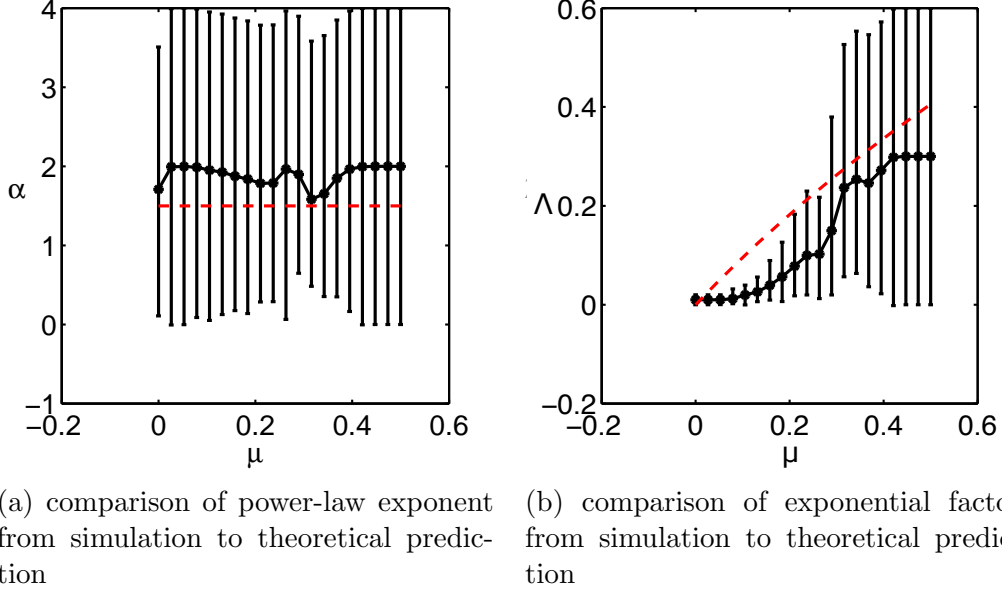 4
3
2
1
0
−1
α
−0.2 0 0.2 0.4 0.6
μ
0.6
0.4
0.2
0
−0.2
Λ
−0.2 0 0.2 0.4 0.6
μ
(a) comparison of power-law exponent
from simulation to theoretical predic-
tion
(b) comparison of exponential facto
from simulation to theoretical predic
tion